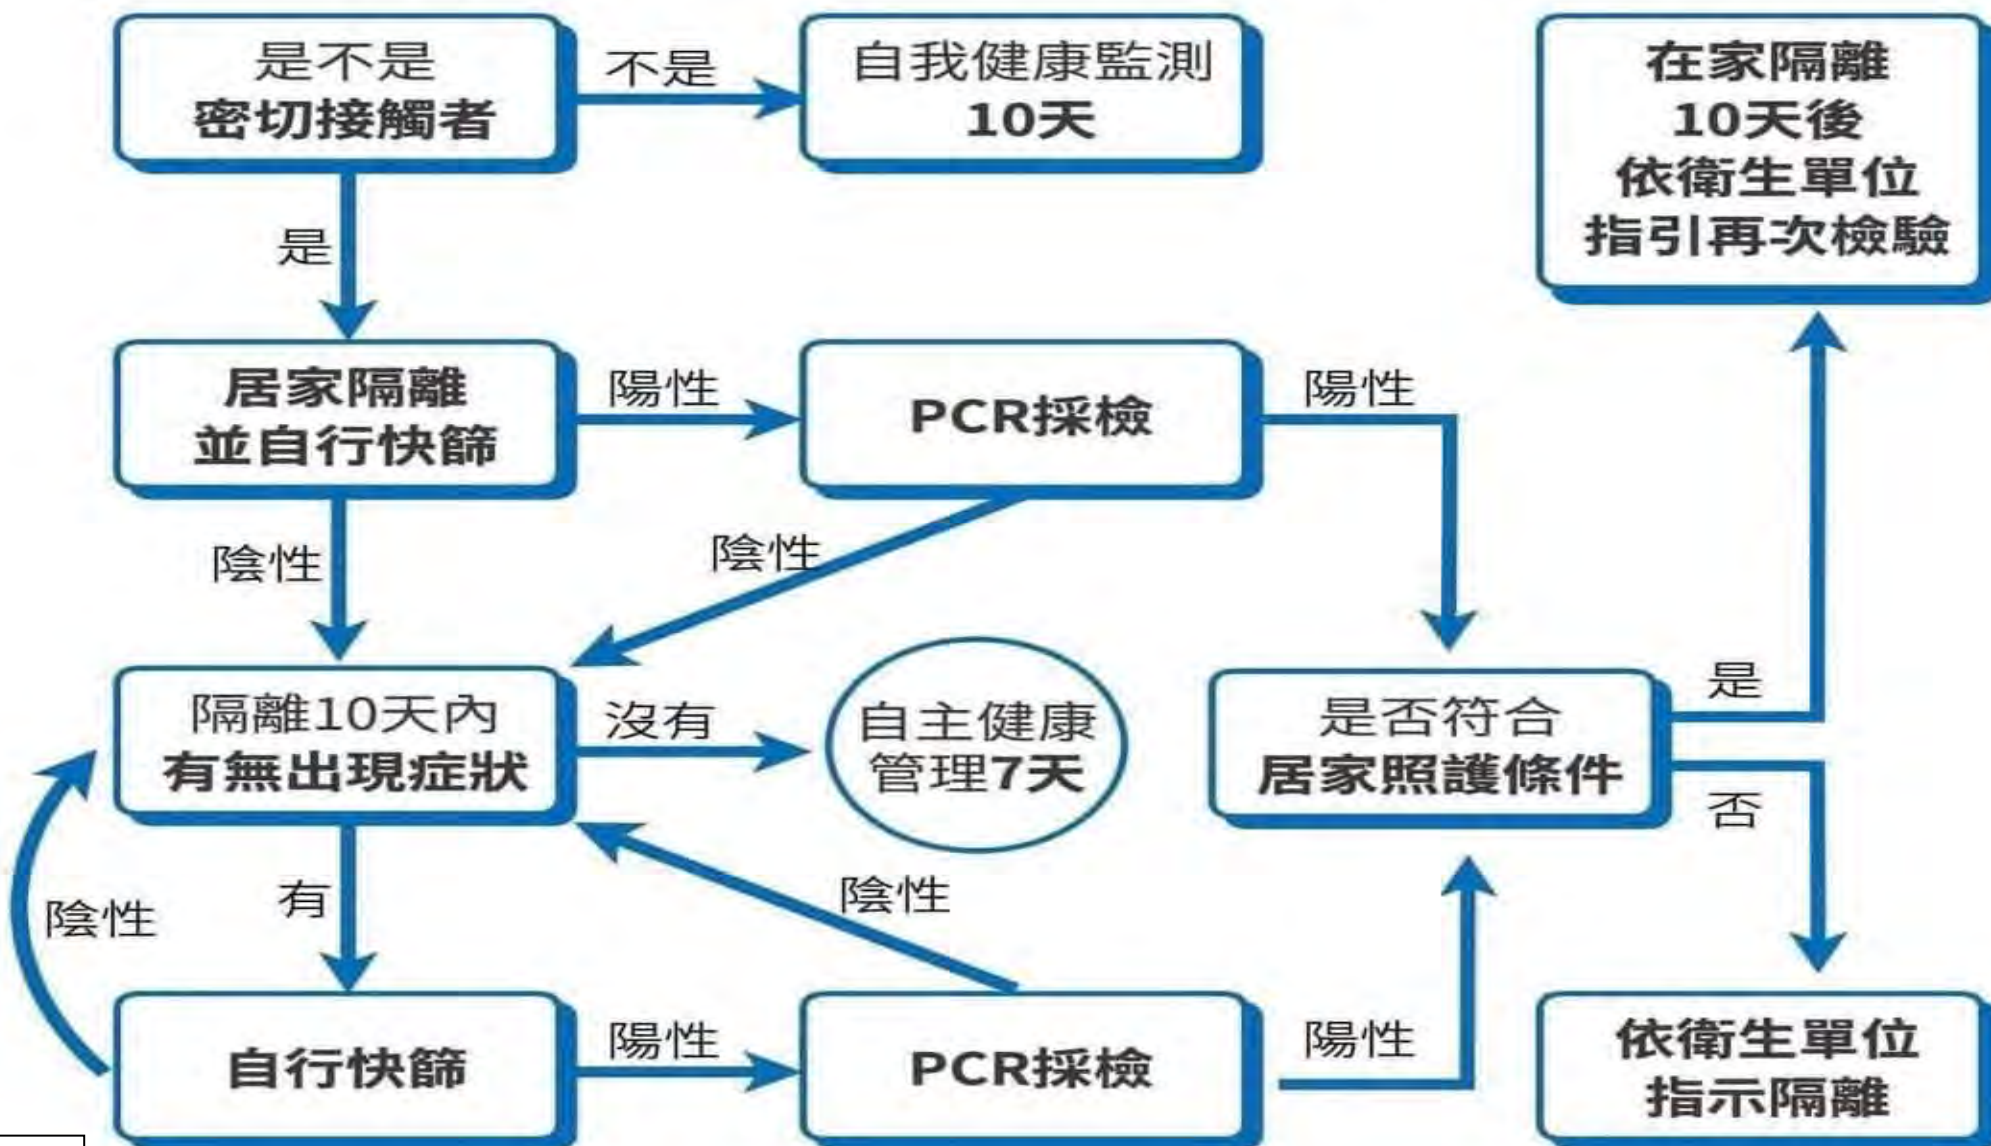 是不是
密切接觸者
不是
自我健康監測
10天
在家隔離
10天後
依衛生單位
指引再次檢驗
是
居家隔離
並自行快篩
陽性
PCR採檢
陽性
陰性
陰性
隔離10天內
有無出現症狀
沒有
自主健康
管理7天
是否符合
居家照護條件
是
否
陰性
有
陰性
自行快篩
陽性
PCR採檢
陽性
依衛生單位
指示隔離